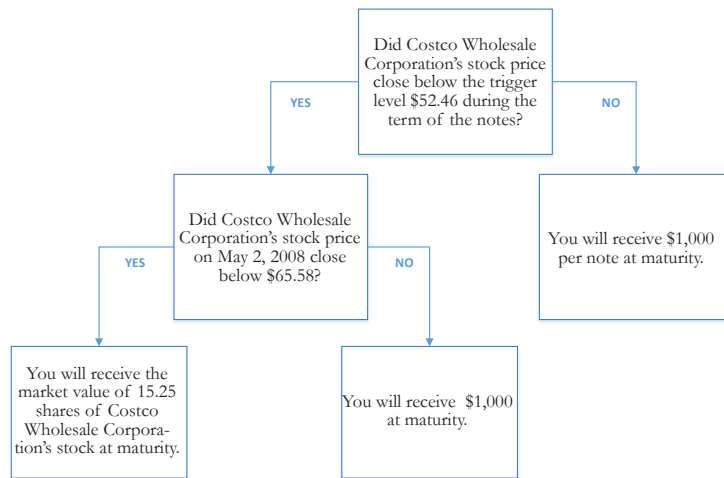 Did Costco Wholesale
Corporation’s stock price
close below the trigger
level $52.46 during the
term of the notes?
YES
NO
Did Costco Wholesale
Corporation’s stock price
on May 2, 2008 close
below $65.58?
You will receive $1,000
per note at maturity.
YES
NO
You will receive the
market value of 15.25
shares of Costco
Wholesale Corpora-
tion’s stock at maturity.
You will receive $1,000
at maturity.